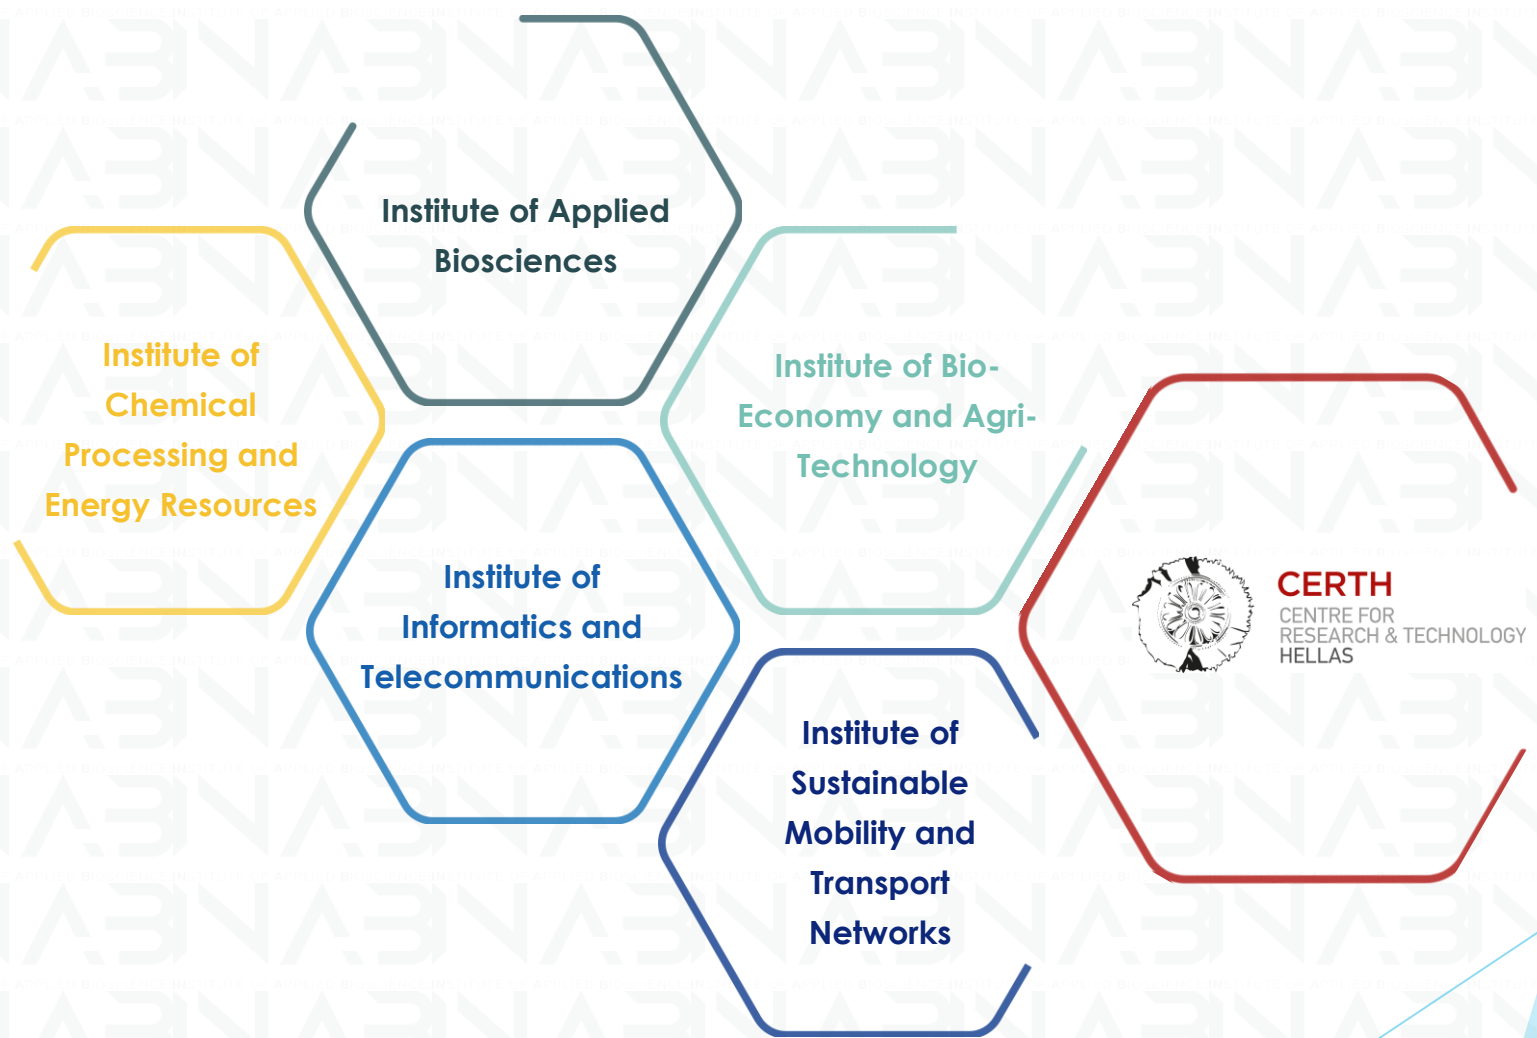 Institute of Applied
Biosciences
Institute of
Chemical
Processing and
Energy Resources
Institute of Bio-
Economy and Agri-
Technology
Institute of
Informatics and
Telecommunications
CERTH
CENTRE FOR
RESEARCH & TECHNOLOGY
HELLAS
Institute of
Sustainable
Mobility and
Transport
Networks